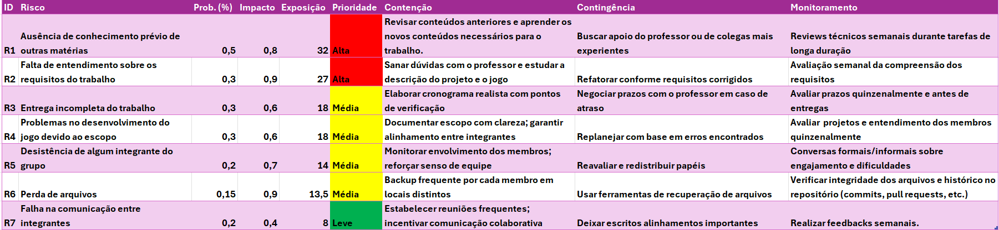 ID Risco Prob. (%) Impacto Exposição Prioridade Contenção Contingência Monitoramento
R1 Ausência de conhecimento prévio de outras matérias 0,5 0,8 32 Alta Revisar conteúdos anteriores e aprender os novos conteúdos necessários para o trabalho. Buscar apoio do professor ou de colegas mais experientes Reviews técnicos semanais durante tarefas de longa duração
R2 Falta de entendimento sobre os requisitos do trabalho 0,3 0,9 27 Alta Sanar dúvidas com o professor e estudar a descrição do projeto e o jogo Refatorar conforme requisitos corrigidos Avaliação semanal da compreensão dos requisitos
R3 Entrega incompleta do trabalho 0,3 0,6 18 Média Elaborar cronograma realista com pontos de verificação Negociar prazos com o professor em caso de atraso Avaliar prazos quinzenalmente e antes de entregas
R4 Problemas no desenvolvimento do jogo devido ao escopo 0,3 0,6 18 Média Documentar escopo com clareza; garantir alinhamento entre integrantes Replanejar com base em erros encontrados Avaliar projetos e entendimento dos membros quinzenalmente
R5 Desistência de algum integrante do grupo 0,2 0,7 14 Média Monitorar envolvimento dos membros; reforçar senso de equipe Reavaliar e redistribuir papéis Conversas formais/informais sobre engajamento e dificuldades
R6 Perda de arquivos 0,15 0,9 13,5 Média Backup frequente por cada membro em locais distintos Usar ferramentas de recuperação de arquivos Verificar integridade dos arquivos e histórico no repositório (commits, pull requests, etc.)
R7 Falha na comunicação entre integrantes 0,2 0,4 8 Leve Estabelecer reuniões frequentes; incentivar comunicação colaborativa Deixar escritos alinhamentos importantes Realizar feedbacks semanais.